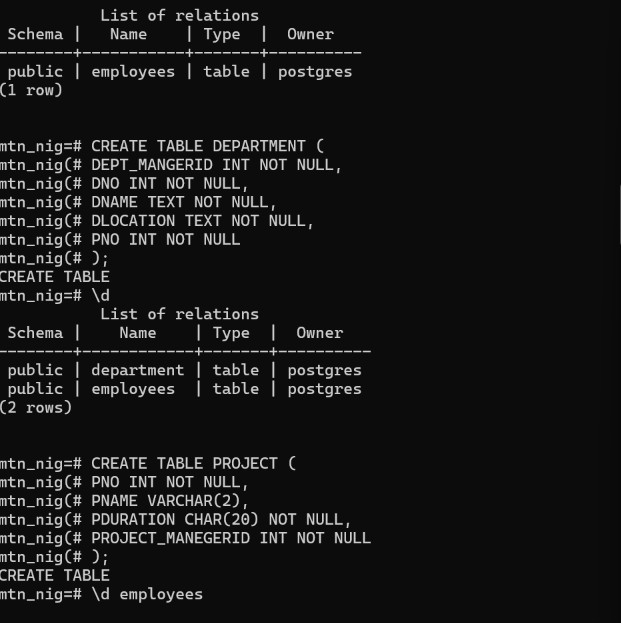 List of relations
Schema | Name | Type | Owner
--------+-----------+-------+----------
public | employees | table | postgres
(1 row)
mtn_nig=# CREATE TABLE DEPARTMENT (
mtn_nig(# DEPT_MANGERID INT NOT NULL,
mtn_nig(# DNO INT NOT NULL,
mtn_nig(# DNAME TEXT NOT NULL,
mtn_nig(# DLOCATION TEXT NOT NULL,
mtn_nig(# PNO INT NOT NULL
mtn_nig(# );
CREATE TABLE
mtn_nig=# \d
List of relations
Schema | Name | Type | Owner
--------+------------+-------+----------
public | department | table | postgres
public | employees | table | postgres
(2 rows)
mtn_nig=# CREATE TABLE PROJECT (
mtn_nig(# PNO INT NOT NULL,
mtn_nig(# PNAME VARCHAR(2),
mtn_nig(# PDURATION CHAR(20) NOT NULL,
mtn_nig(# PROJECT_MANEGERID INT NOT NULL
mtn_nig(# );
CREATE TABLE
mtn_nig=# \d employees